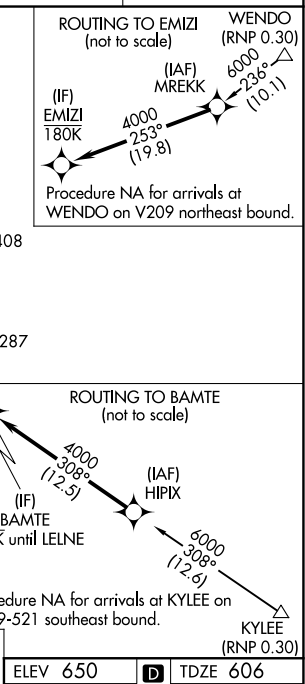 ROUTING TO EMIZI
(not to scale)
WENDO
(RNP 0.30)
6000
236°
(10.1)
(IAF)
MREKK
(IF)
EMIZI
180K
4000
253°
(19.8)
Procedure NA for arrivals at
WENDO on V209 northeast bound.
408
287
ROUTING TO BAMTE
(not to scale)
4000
308°
(12.5)
(IAF)
HIPIX
(IF)
BAMTE
K until LELNE
6000
308°
(12.6)
edure NA for arrivals at KYLEE on
9-521 southeast bound.
KYLEE
(RNP 0.30)
ELEV 650
D
TDZE 606